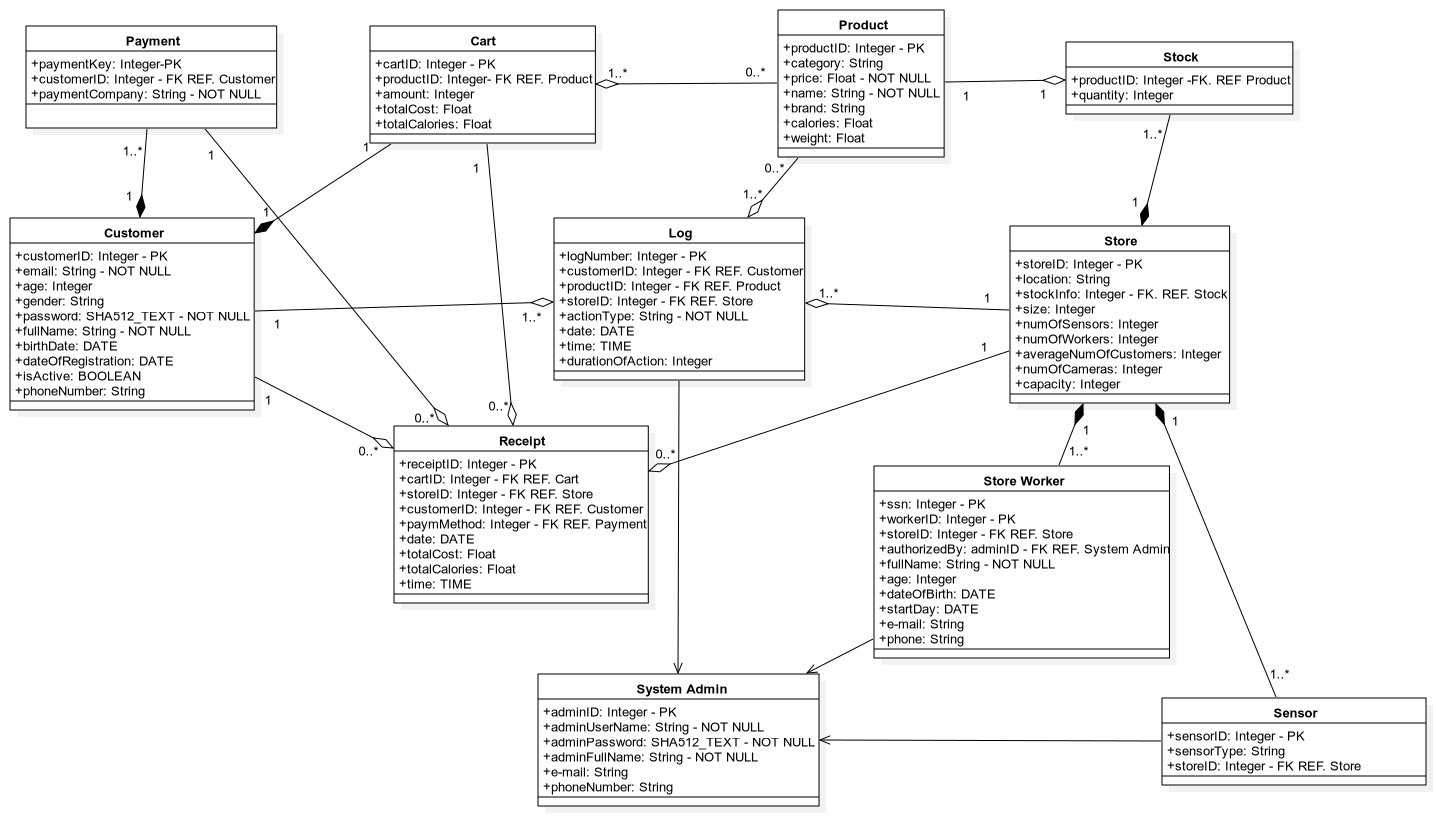 Payment
+paymentKey: Integer-PK
+customerID: Integer - FK REF. Customer
+paymentCompany: String - NOT NULL
Cart
+cartID: Integer - PK
+productID: Integer- FK REF. Product
+amount: Integer
+totalCost: Float
+totalCalories: Float
Product
+productID: Integer - PK
+category: String
+price: Float - NOT NULL
+name: String - NOT NULL
+brand: String
+calories: Float
+weight: Float
Stock
+productID: Integer -FK. REF Product
+quantity: Integer
1..*
0..*
1
1
1..*
1
1
1
1
1
1
0..*
1..*
1..*
1
Customer
+customerID: Integer - PK
+email: String - NOT NULL
+age: Integer
+gender: String
+password: SHA512_TEXT - NOT NULL
+fullName: String - NOT NULL
+birthDate: DATE
+dateOfRegistration: DATE
+isActive: BOOLEAN
+phoneNumber: String
Log
+logNumber: Integer - PK
+customerID: Integer - FK REF. Customer
+productID: Integer - FK REF. Product
+storeID: Integer - FK REF. Store
+actionType: String - NOT NULL
+date: DATE
+time: TIME
+durationOfAction: Integer
Store
+storeID: Integer - PK
+location: String
+stockInfo: Integer - FK. REF. Stock
+size: Integer
+numOfSensors: Integer
+numOfWorkers: Integer
+averageNumOfCustomers: Integer
+numOfCameras: Integer
+capacity: Integer
1
1..*
1..*
1
1
1
0..*
0..*
0..*
0..*
1
1..*
1
1..*
Receipt
+receiptID: Integer - PK
+cartID: Integer - FK REF. Cart
+storeID: Integer - FK REF. Store
+customerID: Integer - FK REF. Customer
+paymMethod: Integer - FK REF. Payment
+date: DATE
+totalCost: Float
+totalCalories: Float
+time: TIME
Store Worker
+ssn: Integer - PK
+workerID: Integer - PK
+storeID: Integer - FK REF. Store
+authorizedBy: adminID - FK REF. System Admin
+fullName: String - NOT NULL
+age: Integer
+dateOfBirth: DATE
+startDay: DATE
+e-mail: String
+phone: String
System Admin
+adminID: Integer - PK
+adminUserName: String - NOT NULL
+adminPassword: SHA512_TEXT - NOT NULL
+adminFullName: String - NOT NULL
+e-mail: String
+phoneNumber: String
Sensor
+sensorID: Integer - PK
+sensorType: String
+storeID: Integer - FK REF. Store